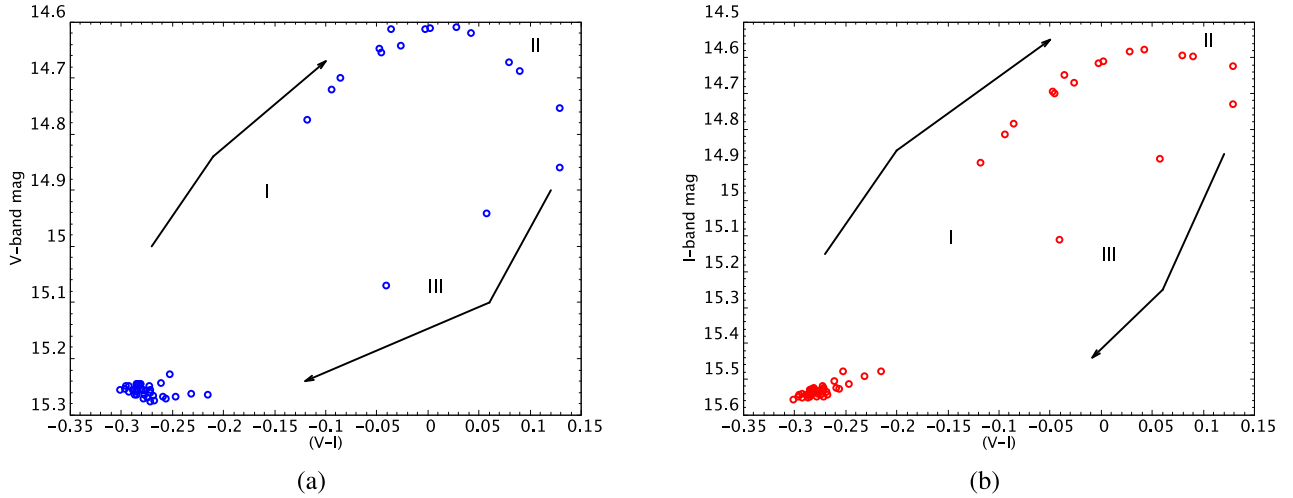 14.6
14.7
14.8
14.9
15
15.1
15.2
15.3
V-band mag
−0.35 −0.3 −0.25 −0.2 −0.15 −0.1 −0.05 0 0.05 0.1 0.15
(V-I)
I
II
III
(a)
14.5
14.6
14.7
14.8
14.9
15
15.1
15.2
15.3
15.4
15.5
15.6
I-band mag
−0.35 −0.3 −0.25 −0.2 −0.15 −0.1 −0.05 0 0.05 0.1 0.15
(V-I)
I
II
III
(b)